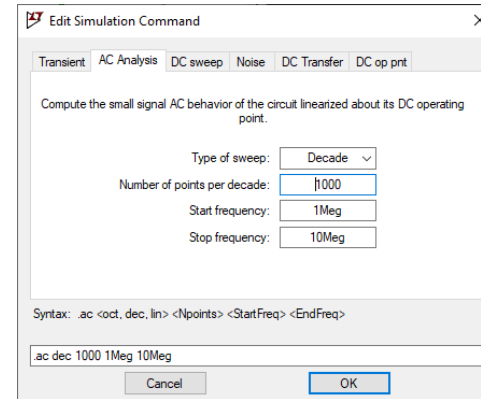 Edit Simulation Command
Transient AC Analysis DC sweep Noise DC Transfer DC op pnt
Compute the small signal AC behavior of the circuit linearized about its DC operating
point.
Type of sweep: Decade
Number of points per decade: 1000
Start frequency: 1Meg
Stop frequency: 10Meg
Syntax: .ac <oct, dec, lin> <Npoints> <StartFreq> <EndFreq>
.ac dec 1000 1Meg 10Meg
Cancel OK